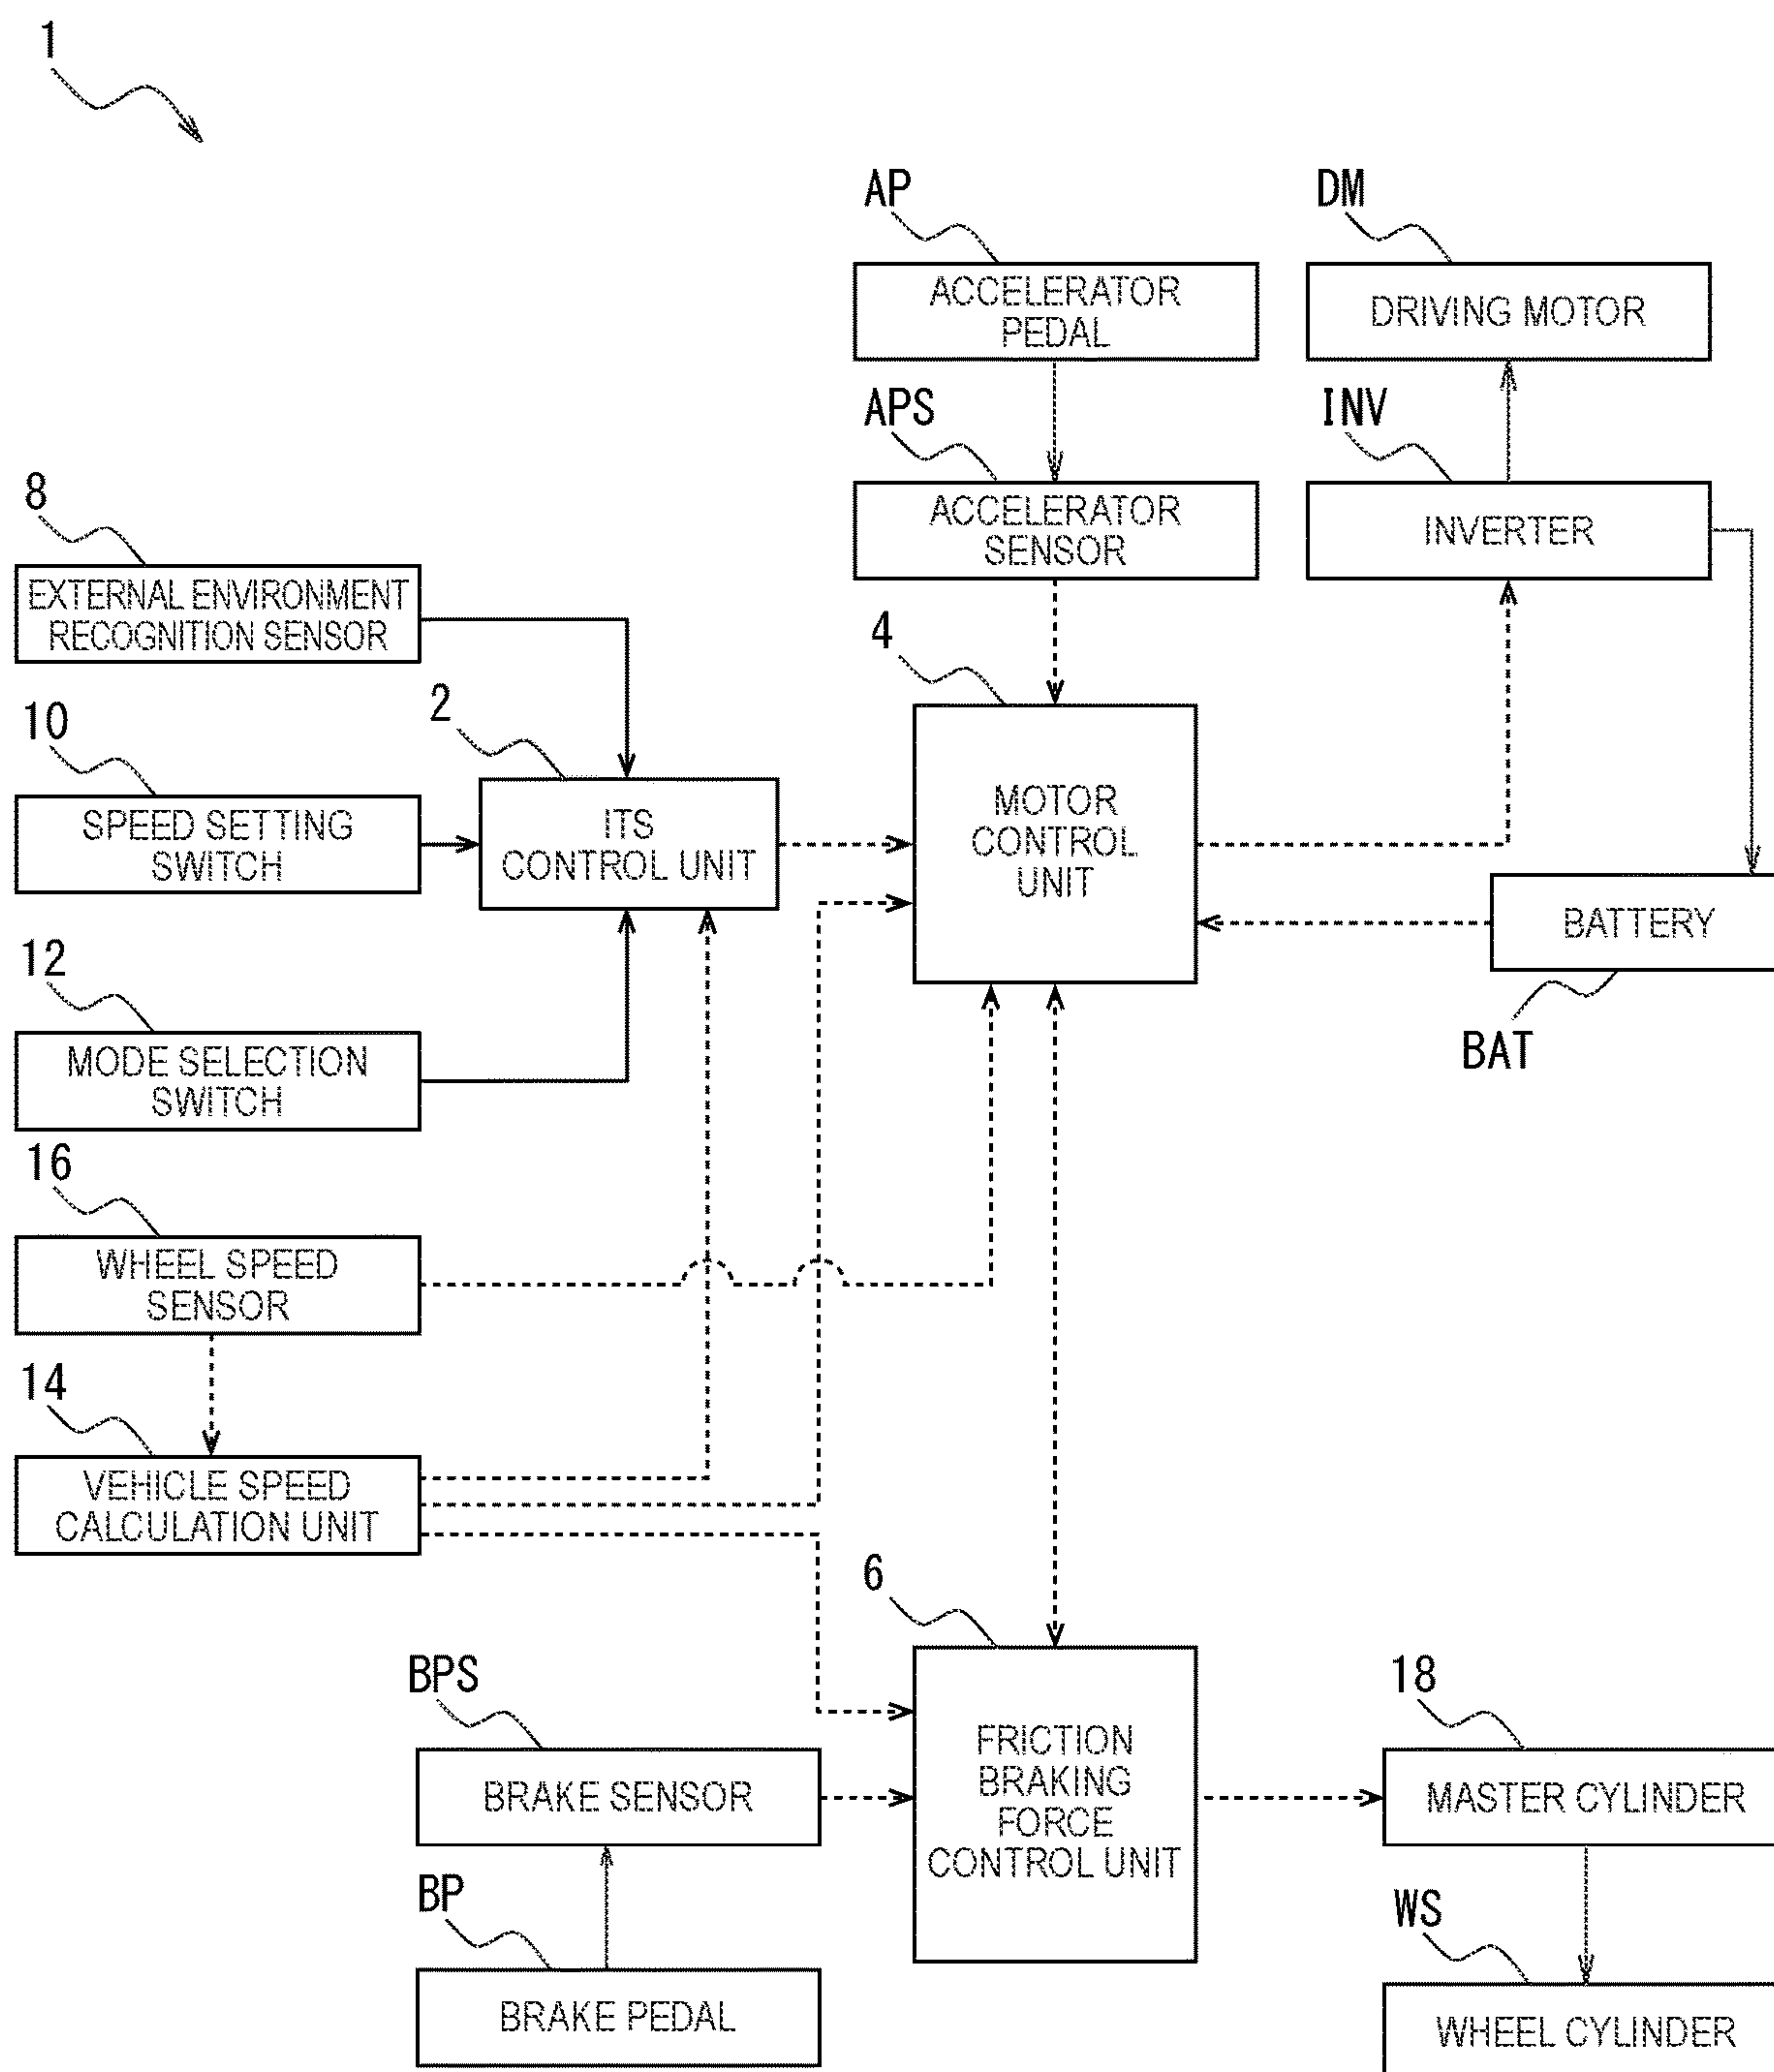 1
AP
ACCELERATOR
PEDAL
DM
DRIVING MOTOR
APS
ACCELERATOR
SENSOR
INV
INVERTER
8
EXTERNAL ENVIRONMENT
RECOGNITION SENSOR
10
SPEED SETTING
SWITCH
2
ITS
CONTROL UNIT
4
MOTOR
CONTROL
UNIT
BATTERY
BAT
12
MODE SELECTION
SWITCH
16
WHEEL SPEED
SENSOR
14
VEHICLE SPEED
CALCULATION UNIT
6
FRICTION
BRAKING
FORCE
CONTROL UNIT
BPS
BRAKE SENSOR
BP
BRAKE PEDAL
18
MASTER CYLINDER
WS
WHEEL CYLINDER